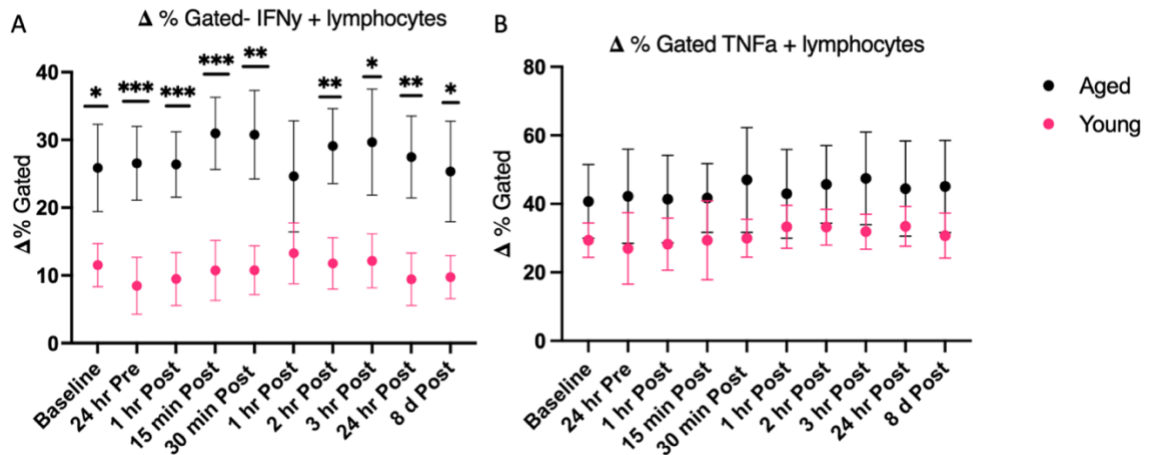 A
Δ % Gated- IFNy + lymphocytes
* *** *** *** ** ** * ** *
Δ% Gated
40
30
20
10
0
Baseline
24 hr Pre
1 hr Post
15 min Post
30 min Post
1 hr Post
2 hr Post
3 hr Post
24 hr Post
8 d Post
B
Δ % Gated TNFa + lymphocytes
Δ % Gated
80
60
40
20
0
Baseline
24 hr Pre
1 hr Post
15 min Post
30 min Post
1 hr Post
2 hr Post
3 hr Post
24 hr Post
8 d Post
Aged
Young